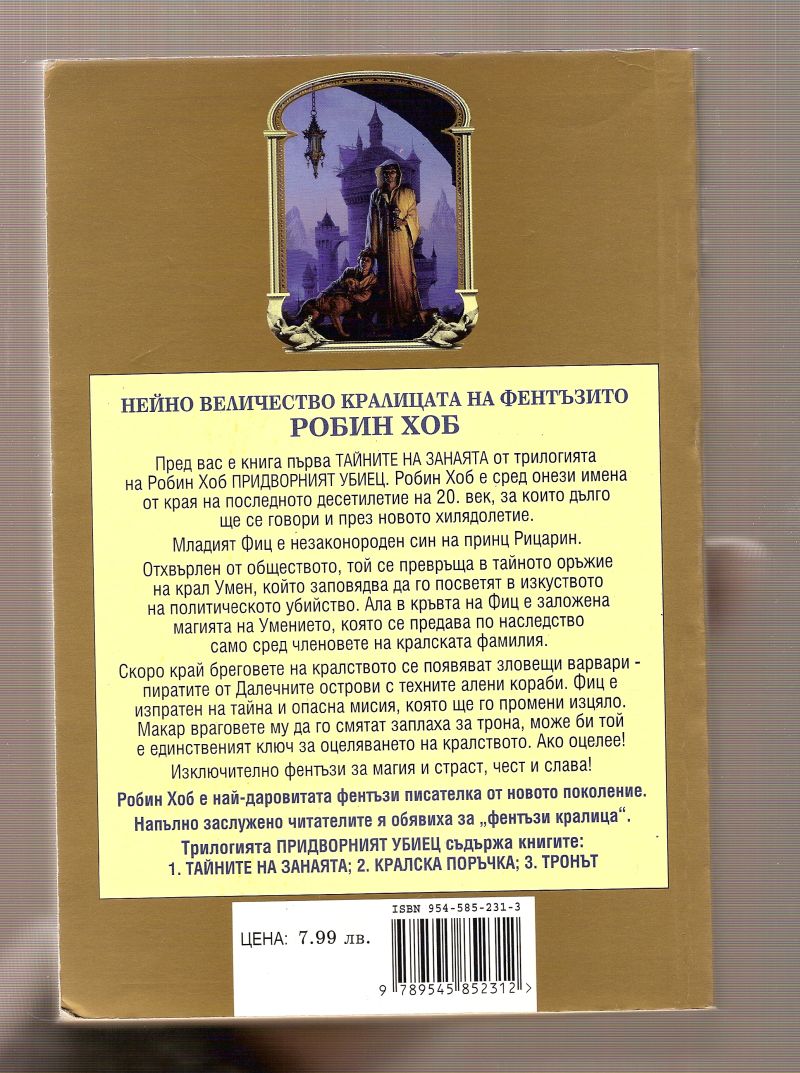 НЕЙНО ВЕЛИЧЕСТВО КРАЛИЦАТА НА ФЕНТЪЗИТО
РОБИН ХОБ
Пред вас е книга първа ТАЙНИТЕ НА ЗАНАЯТА от трилогията
на Робин Хоб ПРИДВОРНИЯТ УБИЕЦ. Робин Хоб е сред онези имена
от края на последното десетилетие на 20. век, за които дълго
ще се говори и през новото хилядолетие.
Младият Фиц е незаконороден син на принц Рицарин.
Отхвърлен от обществото, той се превръща в тайното оръжие
на крал Умен, който заповядва да го посветят в изкуството
на политическото убийство. Ала в кръвта на Фиц е заложена
магията на Умението, която се предава по наследство
само сред членовете на кралската фамилия.
Скоро край бреговете на кралството се появяват зловещи варвари -
пиратите от Далечните острови с техните алени кораби. Фиц е
изпратен на тайна и опасна мисия, която ще го промени изцяло.
Макар враговете му да го смятат заплаха за трона, може би той
е единственият ключ за оцеляването на кралството. Ако оцелее!
Изключително фентъзи за магия и страст, чест и слава!
Робин Хоб е най-даровитата фентъзи писателка от новото поколение.
Напълно заслужено читателите я обявиха за „фентъзи кралица“.
Трилогията ПРИДВОРНИЯТ УБИЕЦ съдържа книгите:
1. ТАЙНИТЕ НА ЗАНАЯТА; 2. КРАЛСКА ПОРЪЧКА; 3. ТРОНЪТ
ISBN 954-585-231-3
ЦЕНА: 7.99 лв.
9 789545 852312 >